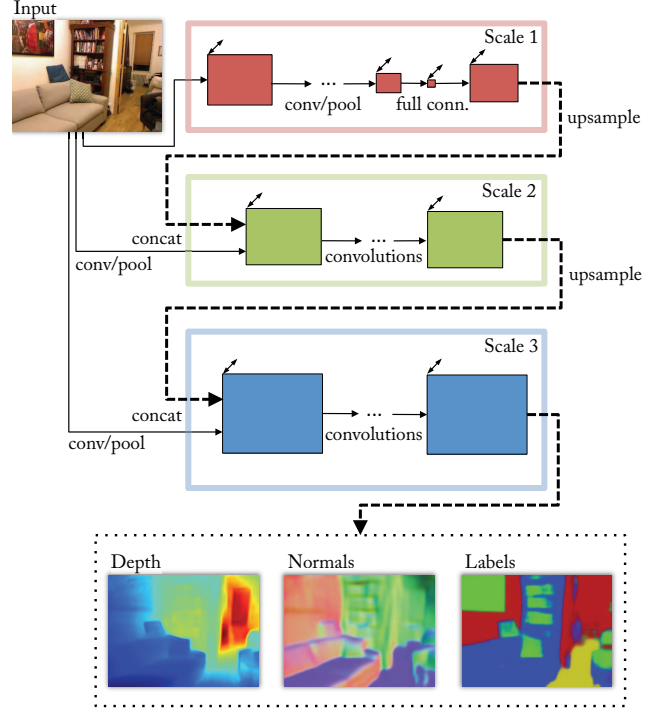 Input
Scale 1
...
conv/pool
full conn.
upsample
Scale 2
concat
...
conv/pool
convolutions
upsample
Scale 3
...
concat
conv/pool
convolutions
Depth
Normals
Labels